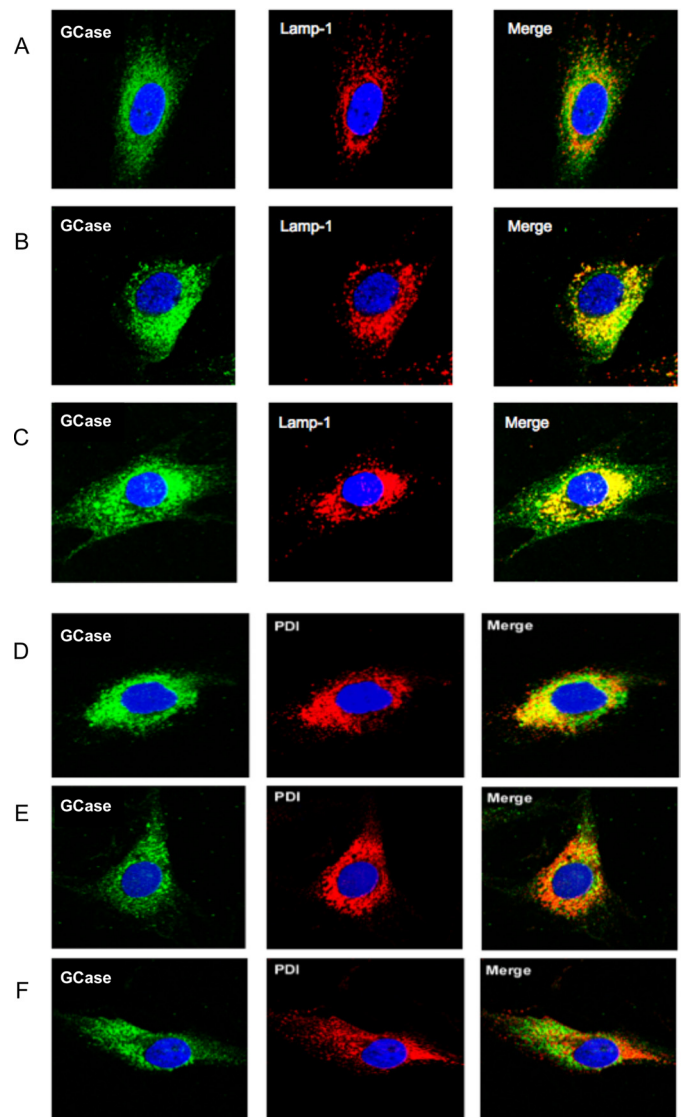 A GCase Lamp-1 Merge
B GCase Lamp-1 Merge
C GCase Lamp-1 Merge
D GCase PDI Merge
E GCase PDI Merge
F GCase PDI Merge